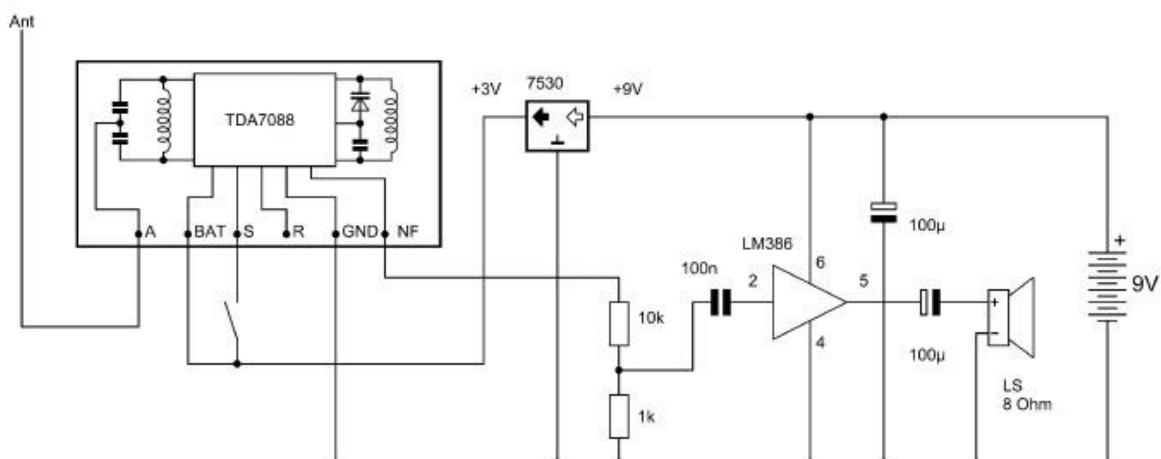 Ant
+3V
7530
+9V
TDA7088
A
BAT
S
R
GND
NF
100µ
LM386
+
100n
2
6
5
9V
10k
+
4
100µ
−
LS
8 Ohm
1k